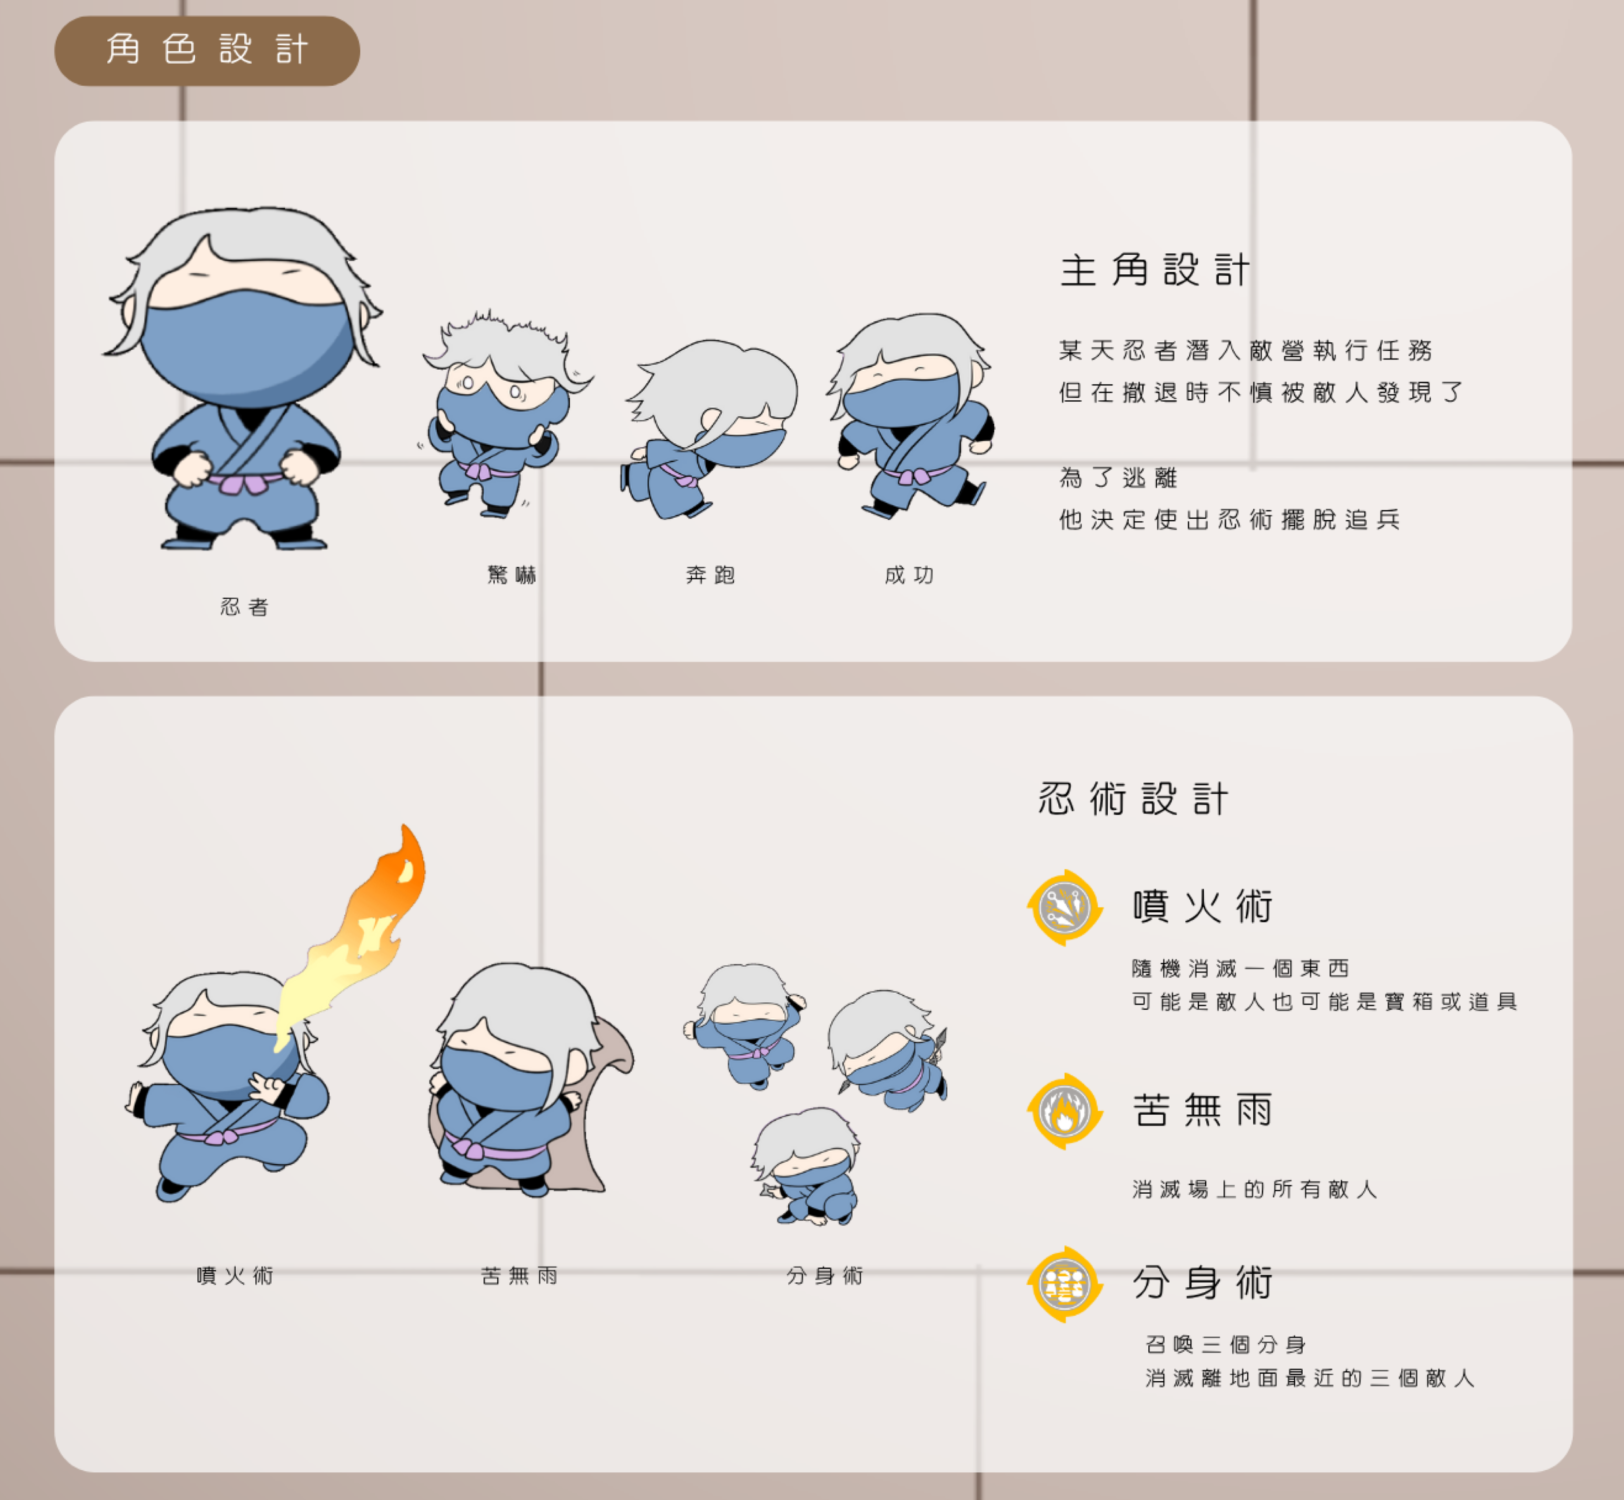 角色設計
主角設計
某天忍者潛入敵營執行任務
但在撤退時不慎被敵人發現了
為了逃離
他決定使出忍術擺脫追兵
驚嚇
奔跑
成功
忍者
忍術設計
噴火術
隨機消滅一個東西
可能是敵人也可能是寶箱或道具
苦無雨
消滅場上的所有敵人
分身術
召喚三個分身
消滅離地面最近的三個敵人
噴火術
苦無雨
分身術